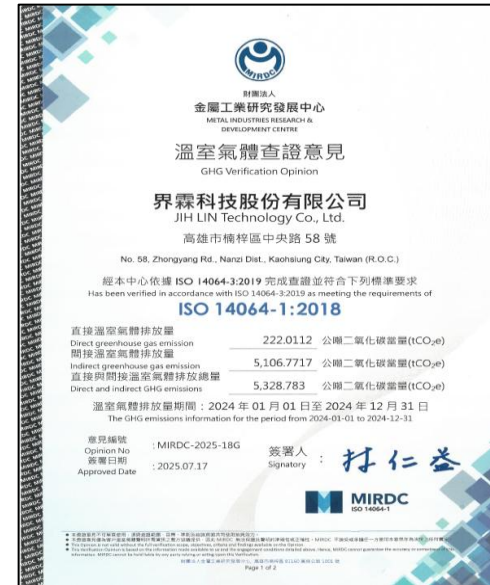 MIRDC
財團法人
金屬工業研究發展中心
METAL INDUSTRIES RESEARCH &
DEVELOPMENT CENTRE
溫室氣體查證意見
GHG Verification Opinion
界霖科技股份有限公司
JIH LIN Technology Co., Ltd.
高雄市楠梓區中央路 58 號
No. 58, Zhongyang Rd., Nanzi Dist., Kaohsiung City, Taiwan (R.O.C.)
經本中心依據 ISO 14064-3:2019 完成查證並符合下列標準要求
Has been verified in accordance with ISO 14064-3:2019 as meeting the requirements of
ISO 14064-1:2018
直接溫室氣體排放量
Direct greenhouse gas emission 222.0112 公噸二氧化碳當量(tCO₂e)
間接溫室氣體排放量
Indirect greenhouse gas emission 5,106.7717 公噸二氧化碳當量(tCO₂e)
直接與間接溫室氣體排放總量
Direct and indirect GHG emissions 5,328.783 公噸二氧化碳當量(tCO₂e)
溫室氣體排放量期間：2024 年 01 月 01 日至 2024 年 12 月 31 日
The GHG emissions information for the period from 2024-01-01 to 2024-12-31
意見編號
Opinion No : MIRDC-2025-18G
簽署日期
Approved Date : 2025.07.17
簽署人
Signatory :
MIRDC
ISO 14064-1
Page 1 of 2